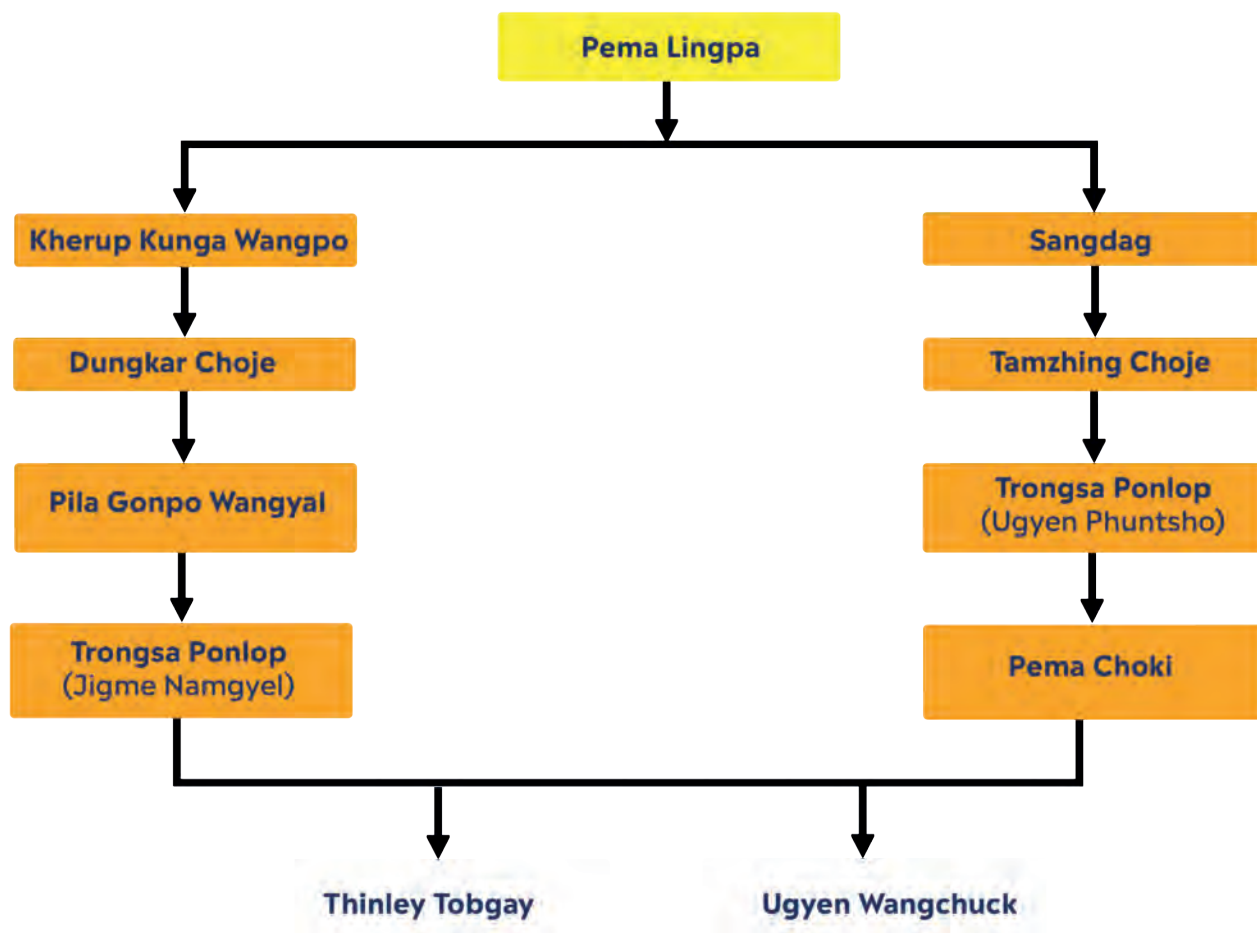 Pema Lingpa
Kherup Kunga Wangpo
Sangdag
Dungkar Choje
Tamzhing Choje
Pila Gonpo Wangyal
Trongsa Ponlop
(Ugyen Phuntsho)
Trongsa Ponlop
(Jigme Namgyel)
Pema Choki
Thinley Tobgay
Ugyen Wangchuck